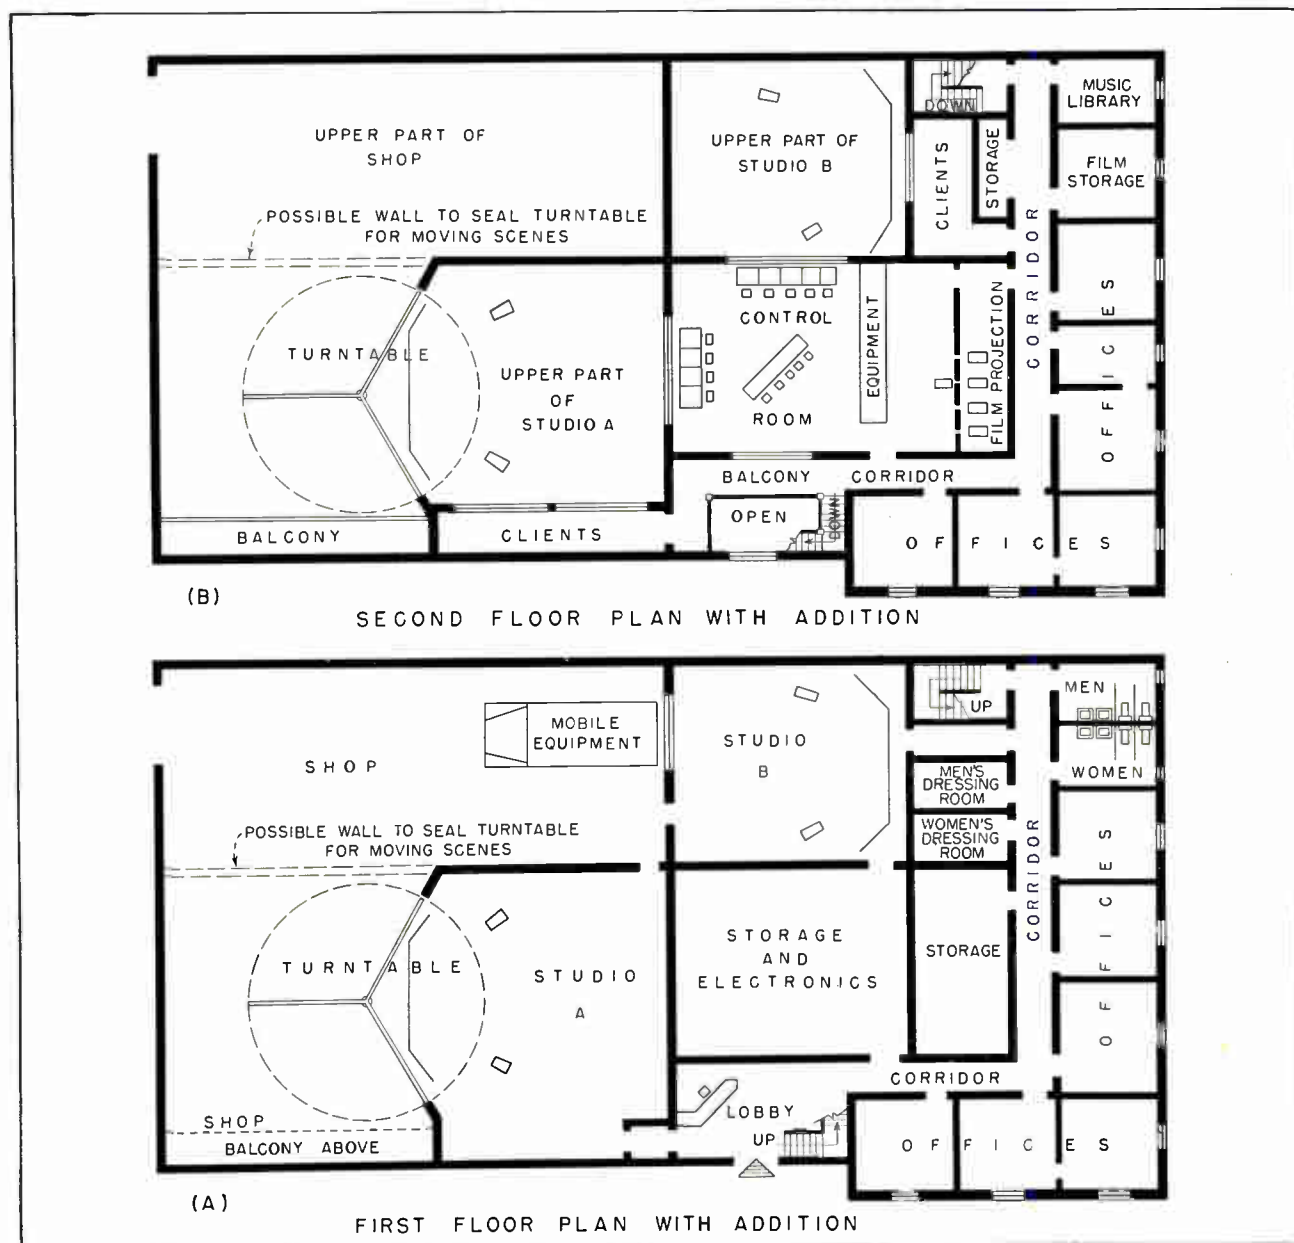 MUSIC
LIBRARY
DOWN
UPPER PART OF
SHOP
UPPER PART OF
STUDIO B
CLIENTS
STORAGE
FILM
STORAGE
POSSIBLE WALL TO SEAL TURNTABLE
FOR MOVING SCENES
CORRIDOR
TURNTABLE
UPPER PART
OF
STUDIO A
CONTROL
ROOM
EQUIPMENT
FILM PROJECTION
OFFICES
BALCONY
CORRIDOR
OPEN
DOWN
BALCONY
CLIENTS
OFFICES
(B)
SECOND FLOOR PLAN WITH ADDITION
MEN
UP
MOBILE
EQUIPMENT
SHOP
STUDIO
B
MEN'S
DRESSING
ROOM
WOMEN
WOMEN'S
DRESSING
ROOM
POSSIBLE WALL TO SEAL TURNTABLE
FOR MOVING SCENES
CORRIDOR
TURNTABLE
STUDIO
A
STORAGE
AND
ELECTRONICS
STORAGE
OFFICES
CORRIDOR
LOBBY
UP
SHOP
BALCONY ABOVE
OFFICES
(A)
FIRST FLOOR PLAN WITH ADDITION